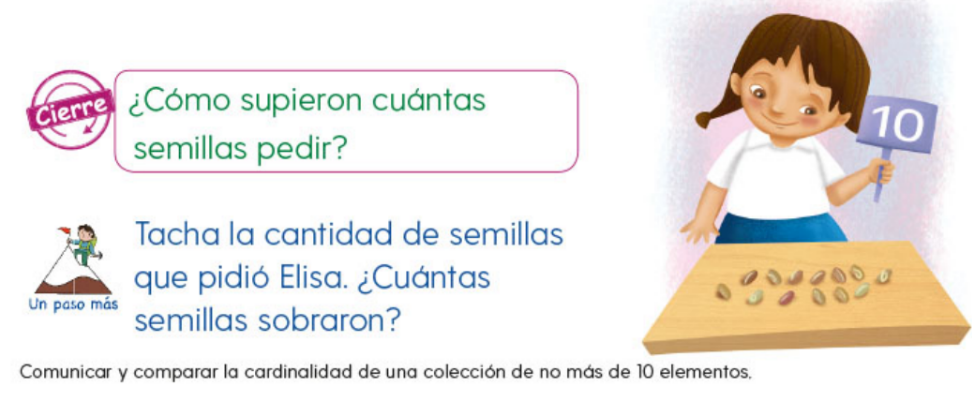 Cierre
¿Cómo supieron cuántas
semillas pedir?
10
Tacha la cantidad de semillas
que pidió Elisa. ¿Cuántas
semillas sobraron?
Un paso más
Comunicar y comparar la cardinalidad de una colección de no más de 10 elementos.